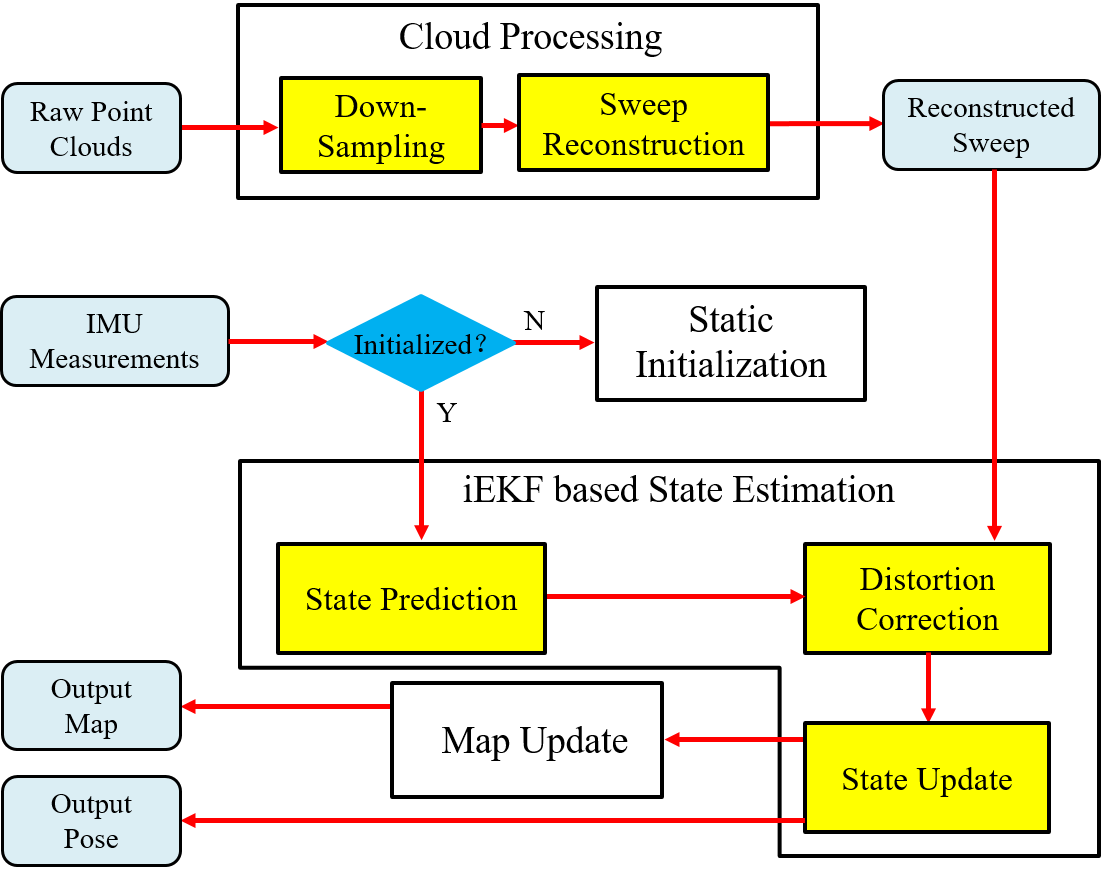 Cloud Processing
Raw Point
Clouds
Down-
Sampling
Sweep
Reconstruction
Reconstructed
Sweep
IMU
Measurements
Initialized？
N
Y
Static
Initialization
iEKF based State Estimation
State Prediction
Distortion
Correction
Output
Map
Map Update
State Update
Output
Pose